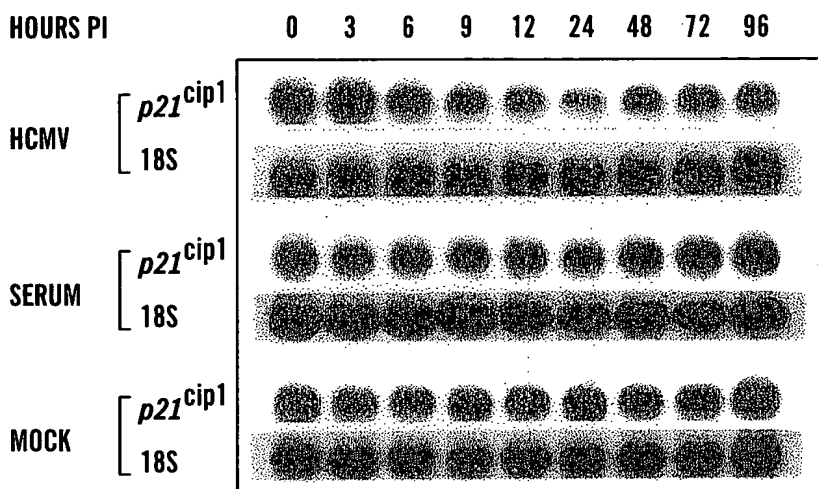 HOURS PI 0 3 6 9 12 24 48 72 96
HCMV
p21cip1
18S
SERUM
p21cip1
18S
MOCK
p21cip1
18S